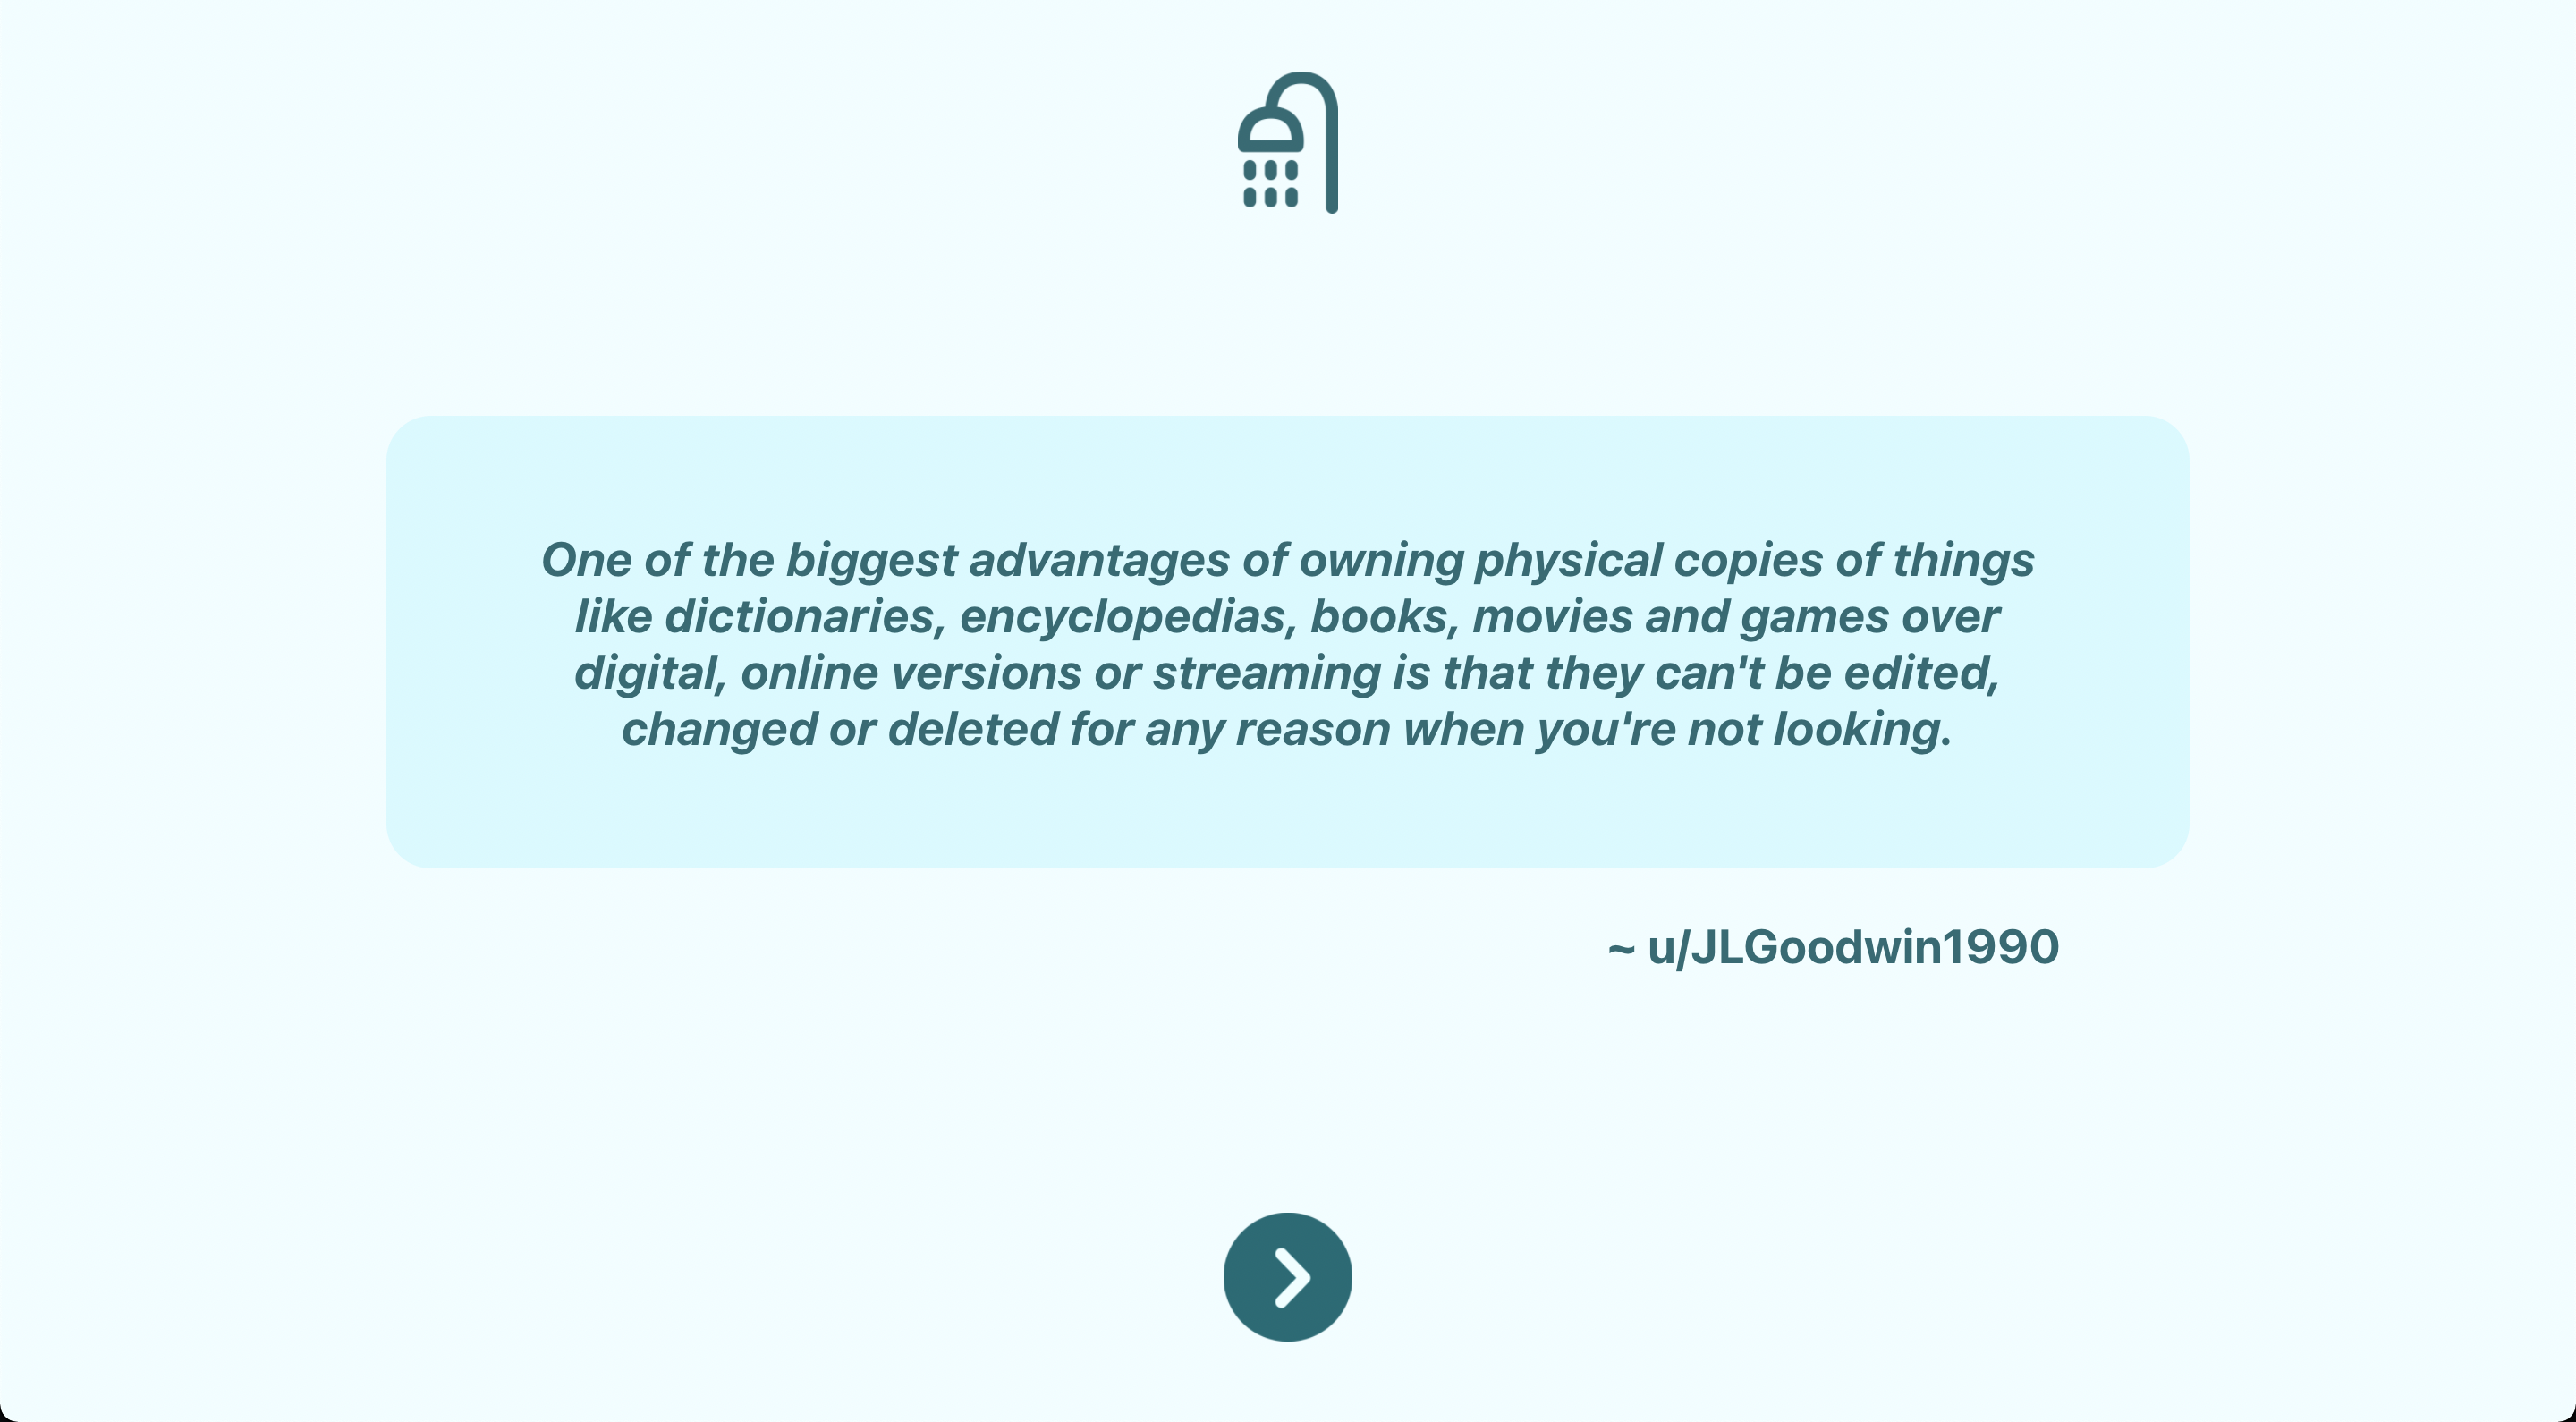 One of the biggest advantages of owning physical copies of things
like dictionaries, encyclopedias, books, movies and games over
digital, online versions or streaming is that they can't be edited,
changed or deleted for any reason when you're not looking.
~ u/JLGoodwin1990